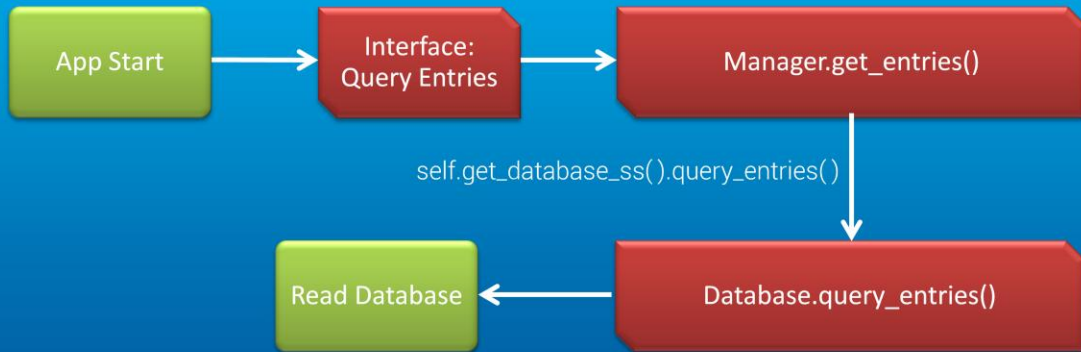 App Start
Interface:
Query Entries
Manager.get_entries()
self.get_database_ss().query_entries()
Database.query_entries()
Read Database